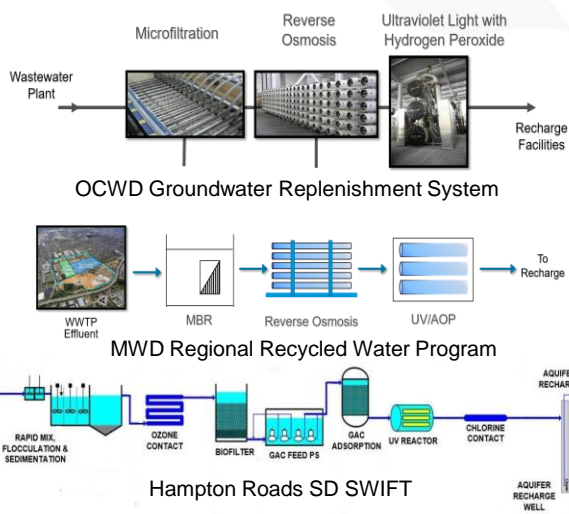 Microfiltration
Reverse
Osmosis
Ultraviolet Light with
Hydrogen Peroxide
Wastewater
Plant
Recharge
Facilities
OCWD Groundwater Replenishment System
WWTP
Effluent
MBR
Reverse Osmosis
UV/AOP
To
Recharge
MWD Regional Recycled Water Program
RAPID MIX,
FLOCCULATION &
SEDIMENTATION
OZONE
CONTACT
BIOFILTER
GAC FEED PS
GAC
ADSORPTION
UV REACTOR
CHLORINE
CONTACT
AQUIFE
RECHAR
AQUIFER
RECHARGE
WELL
Hampton Roads SD SWIFT